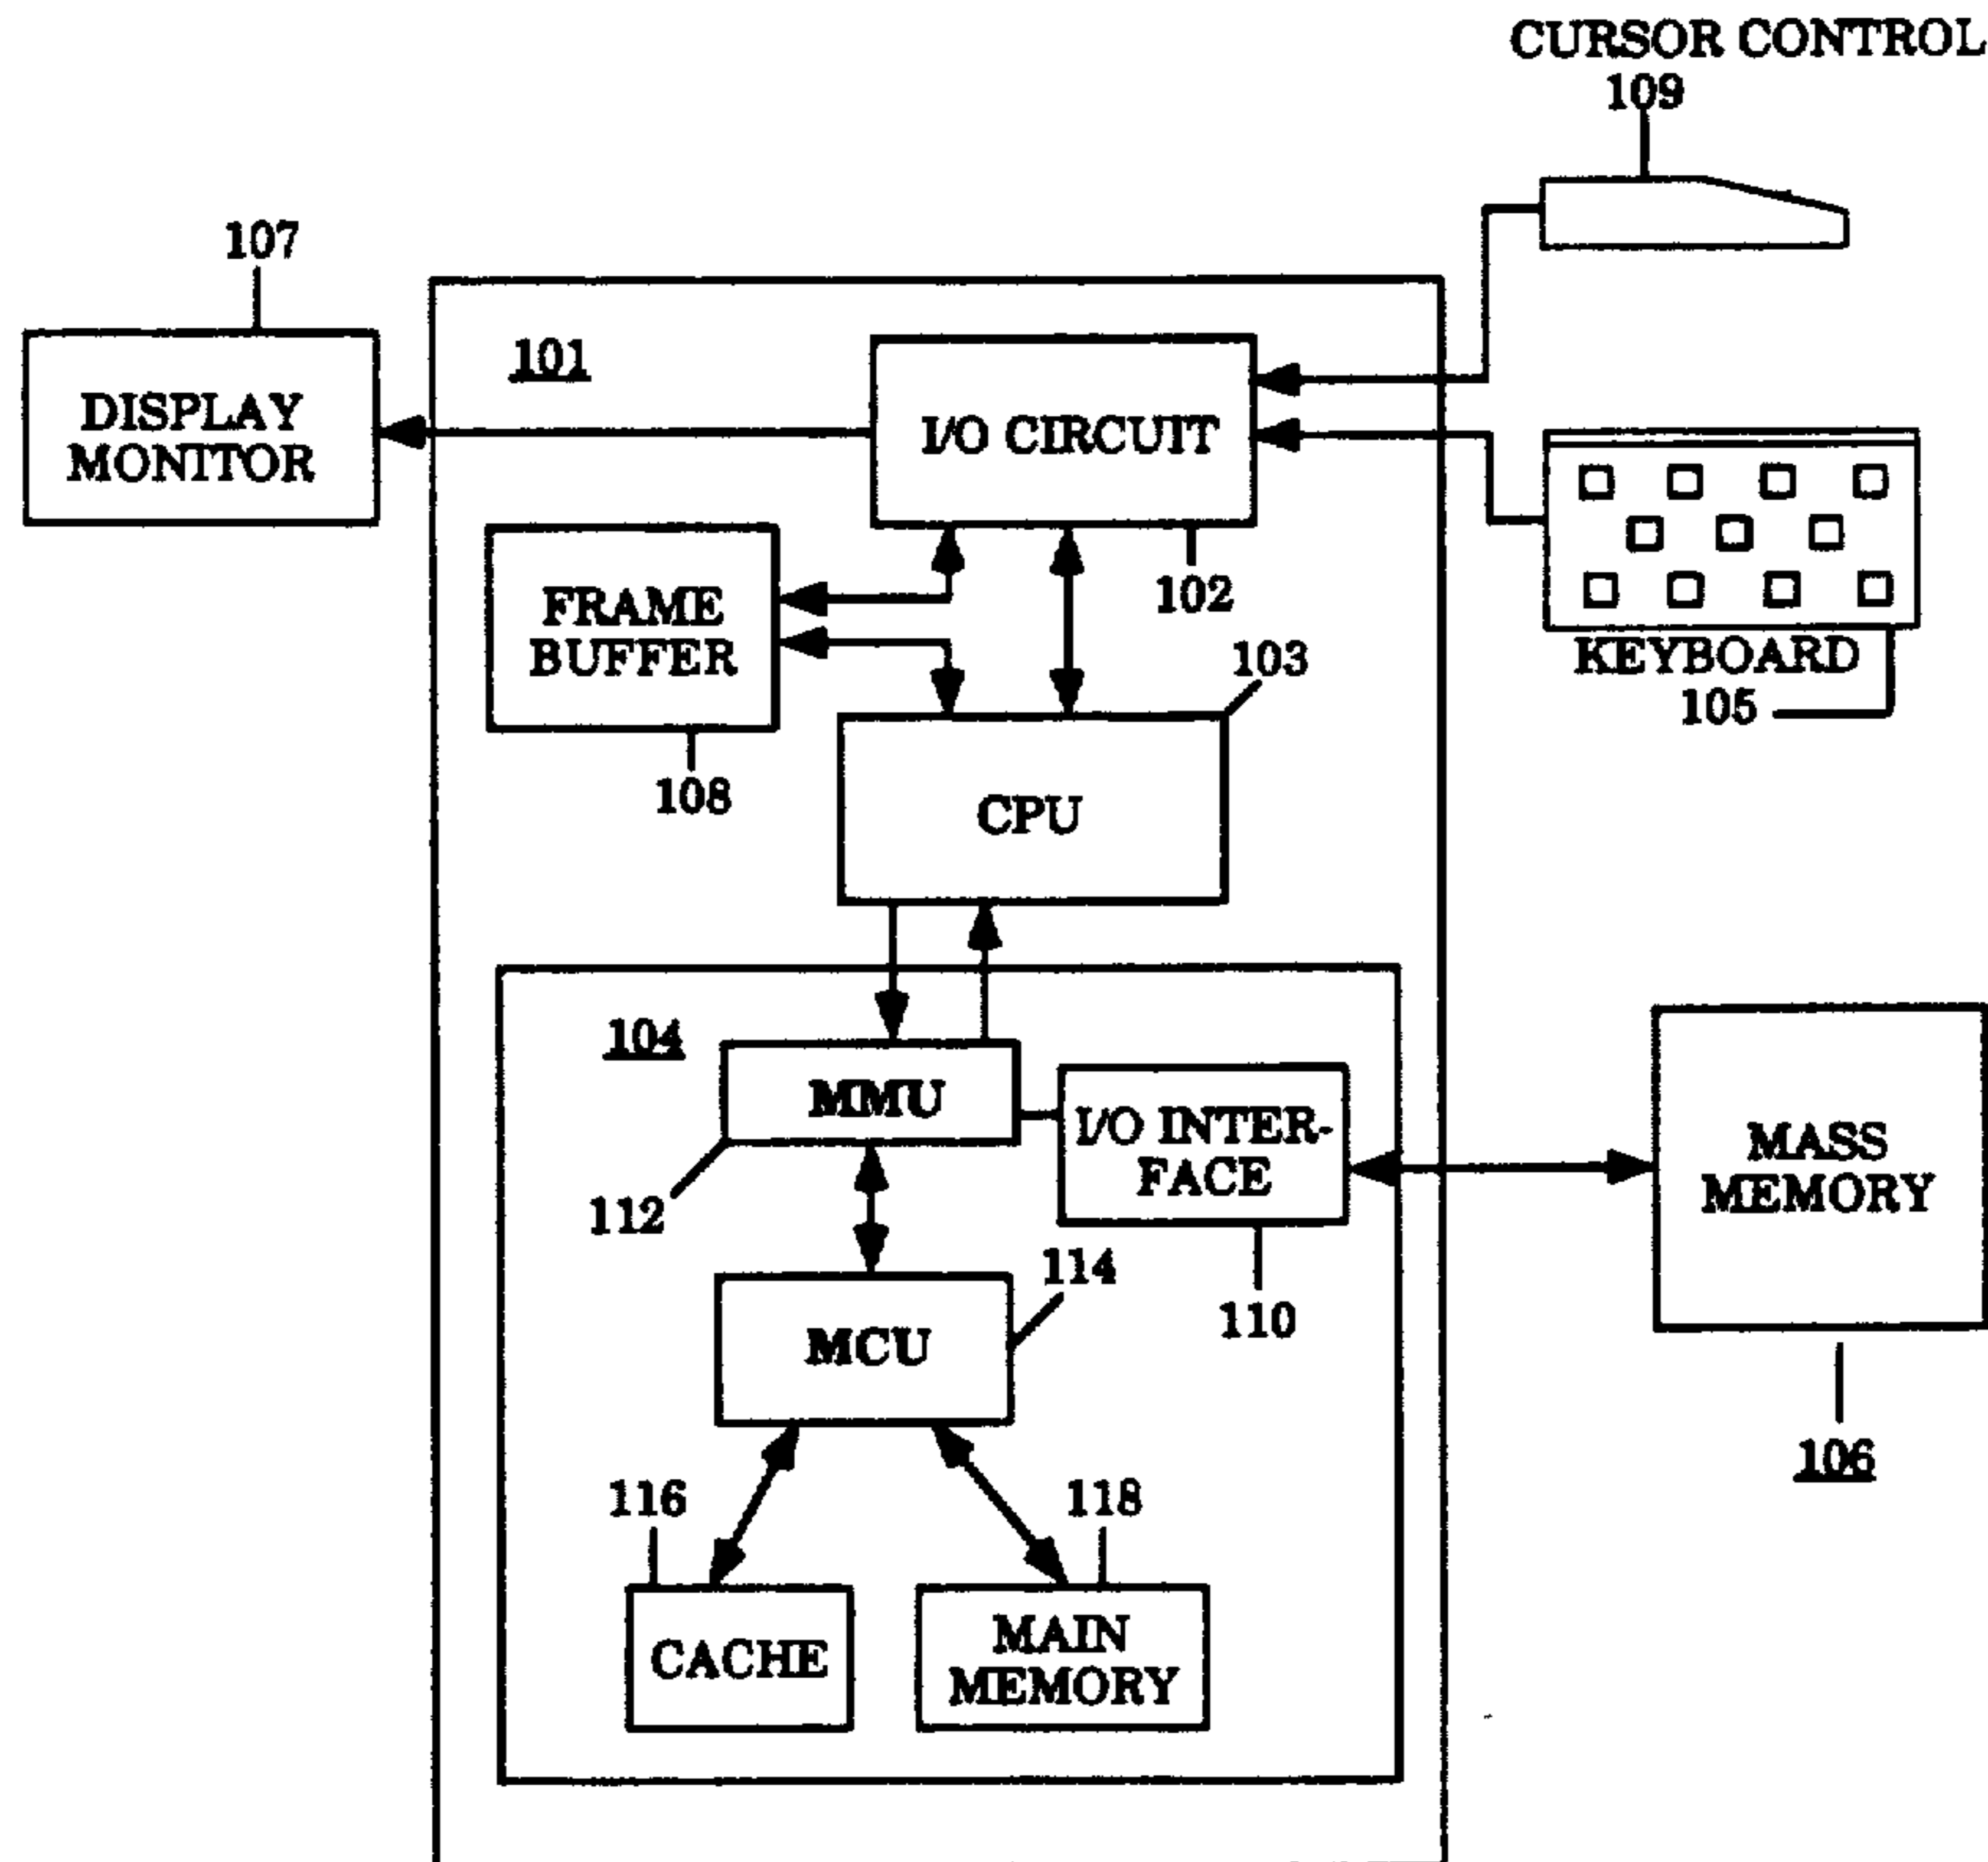 CURSOR CONTROL
109
107
101
DISPLAY
MONITOR
I/O CIRCUIT
102
FRAME
BUFFER
108
103
KEYBOARD
105
CPU
104
MMU
112
I/O INTER-
FACE
110
MASS
MEMORY
106
114
MCU
116
118
CACHE
MAIN
MEMORY